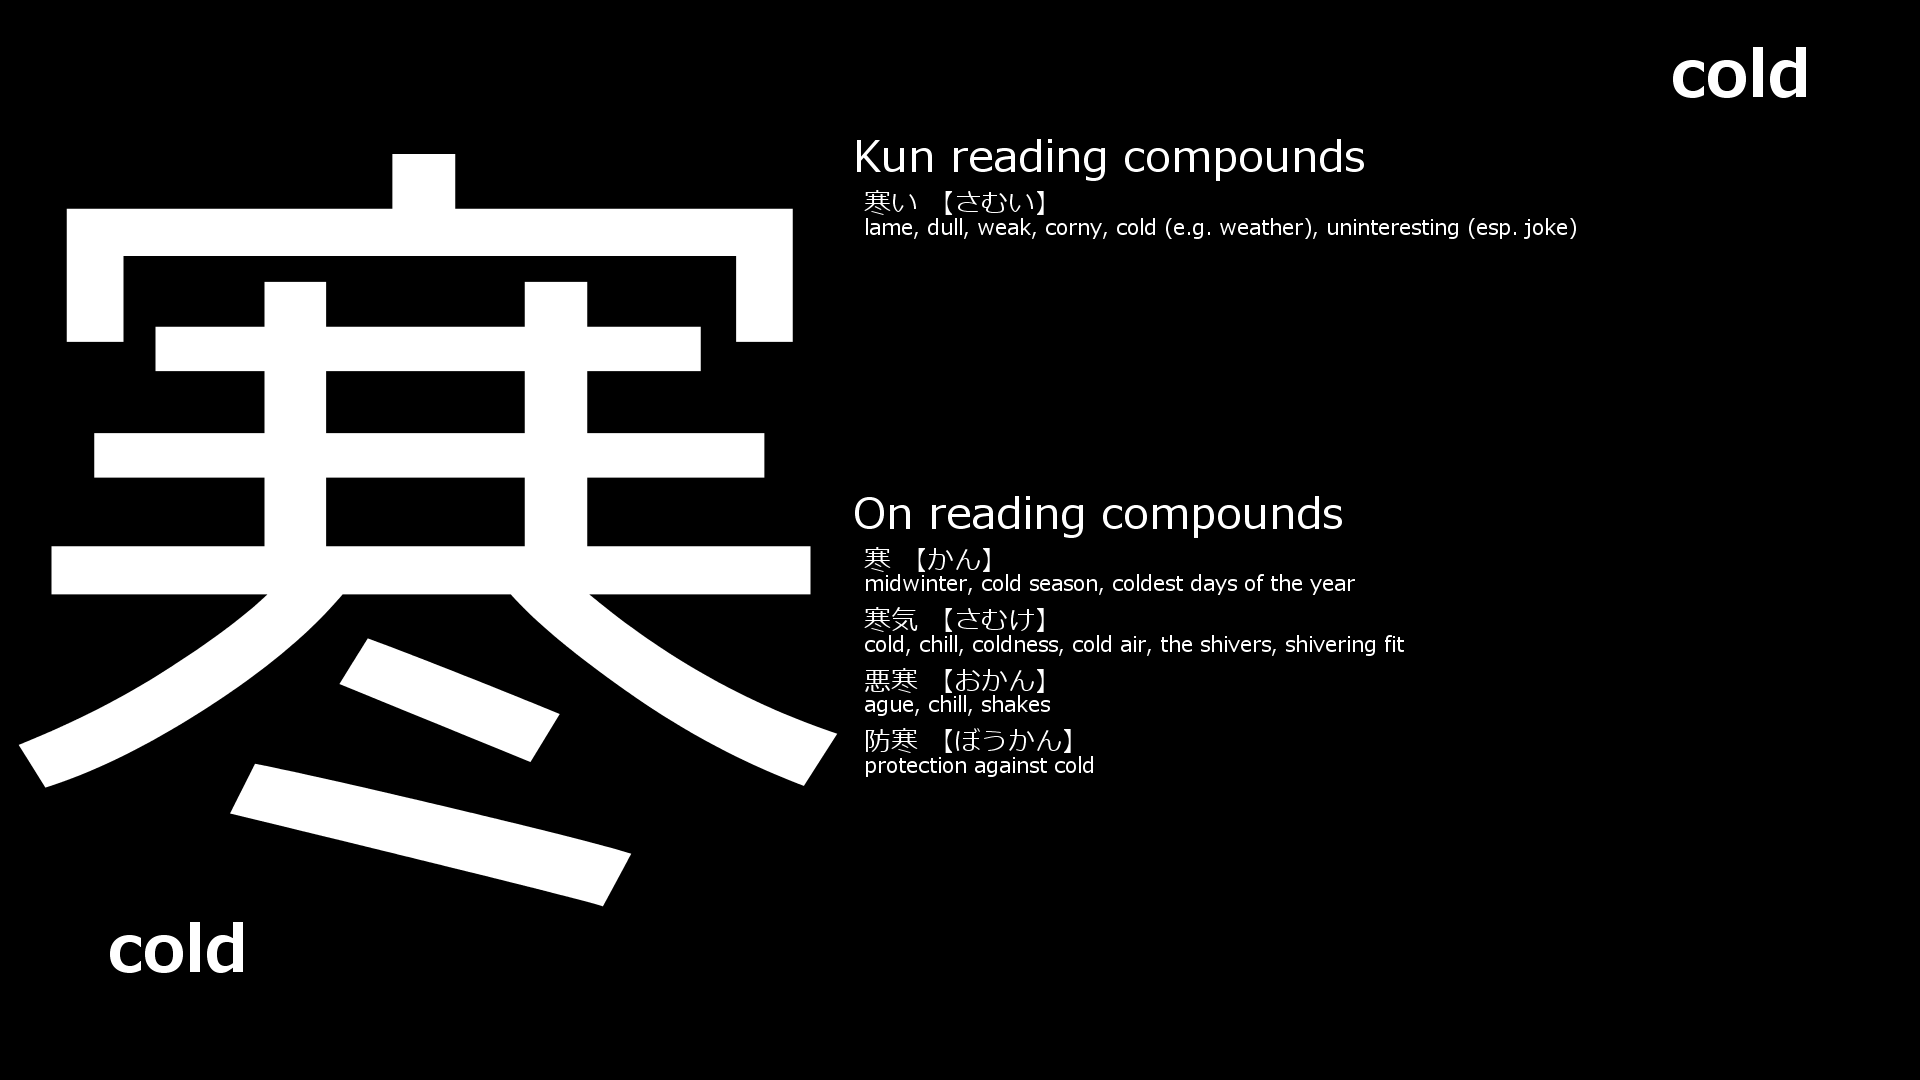 cold
寒
Kun reading compounds
寒い 【さむい】
lame, dull, weak, corny, cold (e.g. weather), uninteresting (esp. joke)
On reading compounds
寒 【かん】
midwinter, cold season, coldest days of the year
寒気 【さむけ】
cold, chill, coldness, cold air, the shivers, shivering fit
悪寒 【おかん】
ague, chill, shakes
防寒 【ぼうかん】
protection against cold
cold